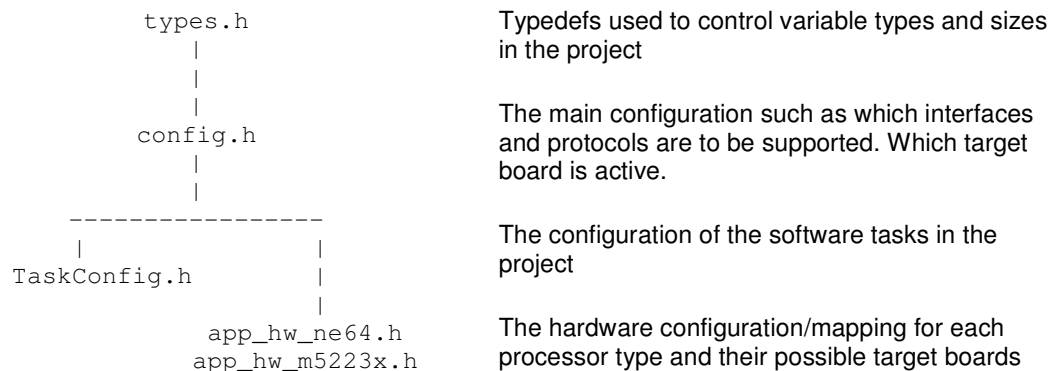 types.h
Typedefs used to control variable types and sizes
in the project
|
|
|
config.h
The main configuration such as which interfaces
and protocols are to be supported. Which target
board is active.
|
|
-----------------
| |
TaskConfig.h |
The configuration of the software tasks in the
project
|
app_hw_ne64.h
app_hw_m5223x.h
The hardware configuration/mapping for each
processor type and their possible target boards